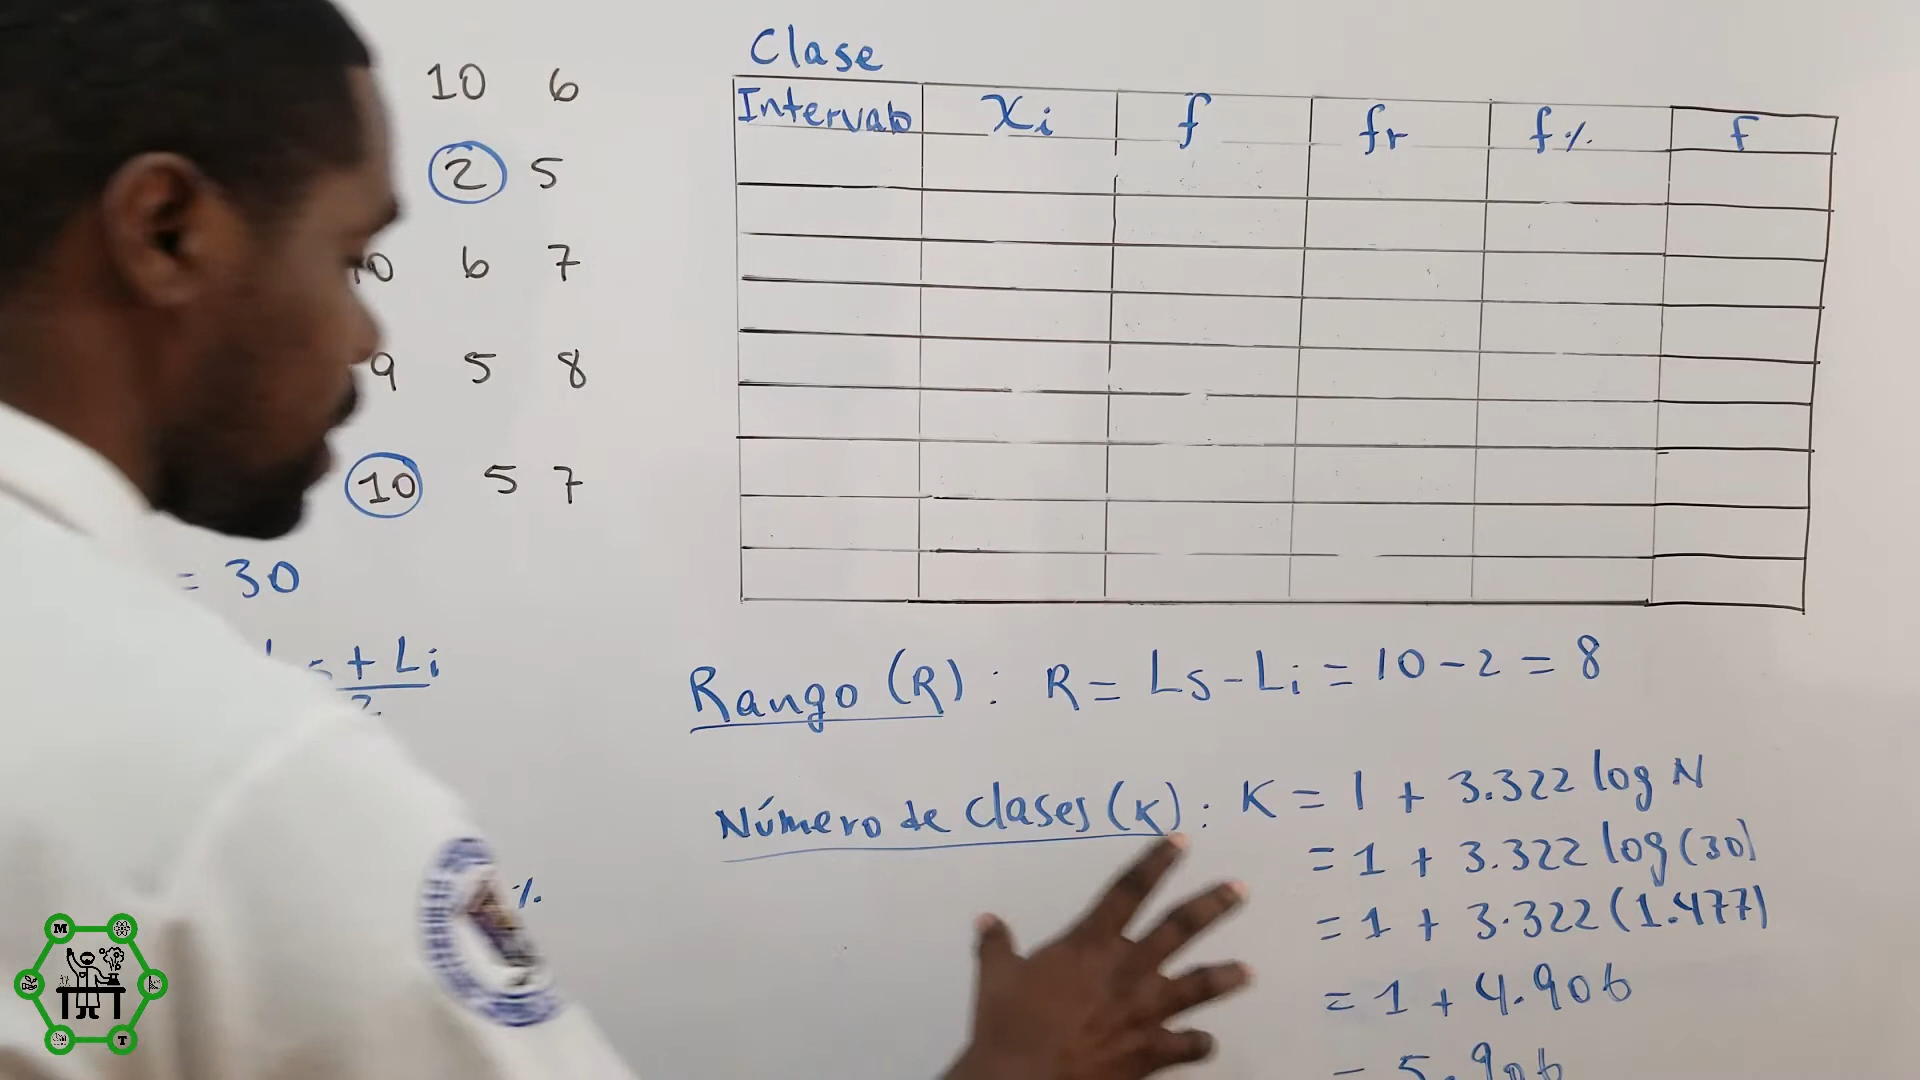 10 6
2 5
10 6 7
9 5 8
10 5 7
= 30
+ Li
2
%
Clase
Intervalo Xi f fr f% F
Rango (R): R = Ls - Li = 10 - 2 = 8
Número de clases (K): K = 1 + 3.322 log N
= 1 + 3.322 log (30)
= 1 + 3.322 (1.477)
= 1 + 4.906
= 5.906
M
T